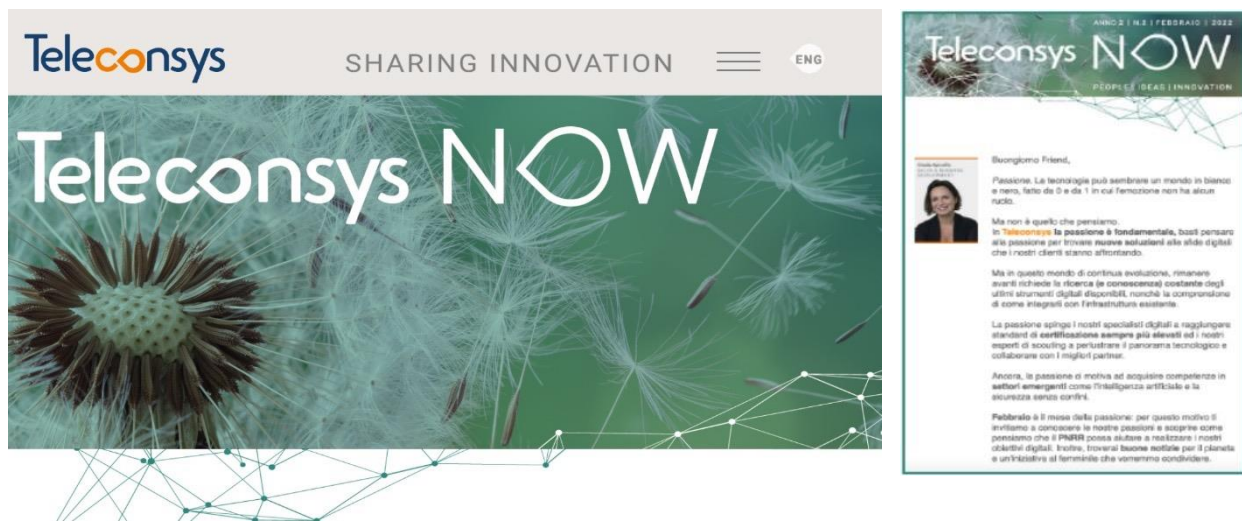 Teleconsys
SHARING INNOVATION
ENG
Teleconsys NOW
ANNO 2 | N.2 | FEBBRAIO | 2022
Teleconsys NOW
PEOPLE | IDEAS | INNOVATION
Buongiorno Friend,
Passione. La tecnologia può sembrare un mondo in bianco
e nero, fatto da 0 e da 1 in cui l'emozione non ha alcun
ruolo.
Ma non è quello che pensiamo.
In Teleconsys la passione è fondamentale, basti pensare
alla passione per trovare nuove soluzioni alle sfide digitali
che i nostri clienti stanno affrontando.
Ma in questo mondo di continua evoluzione, rimanere
avanti richiede la ricerca (e conoscenza) costante degli
ultimi strumenti digitali disponibili, nonchè la comprensione
di come integrarli con l'infrastruttura esistente.
La passione spinge i nostri specialisti digitali a raggiungere
standard di certificazione sempre più elevati ed i nostri
esperti di scouting a perlustrare il panorama tecnologico e
collaborare con i migliori partner.
Ancora, la passione ci motiva ad acquisire competenze in
settori emergenti come l'intelligenza artificiale e la
sicurezza senza confini.
Febbraio è il mese della passione: per questo motivo ti
invitiamo a conoscere le nostre passioni e scoprire come
pensiamo che il PNRR possa aiutare a realizzare i nostri
obiettivi digitali. Inoltre, troverai buone notizie per il pianeta
e un'iniziativa al femminile che vorremmo condividere.